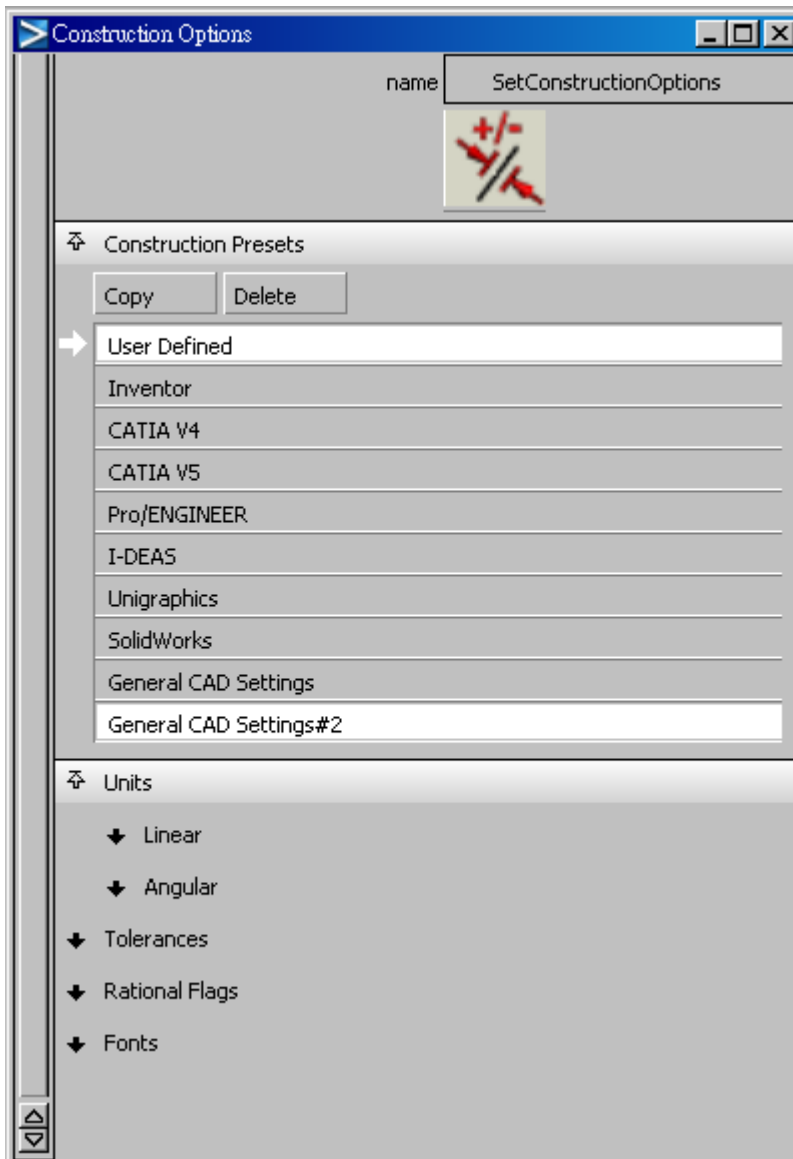 Construction Options
name SetConstructionOptions
+/-
Construction Presets
Copy Delete
User Defined
Inventor
CATIA V4
CATIA V5
Pro/ENGINEER
I-DEAS
Unigraphics
SolidWorks
General CAD Settings
General CAD Settings#2
Units
Linear
Angular
Tolerances
Rational Flags
Fonts